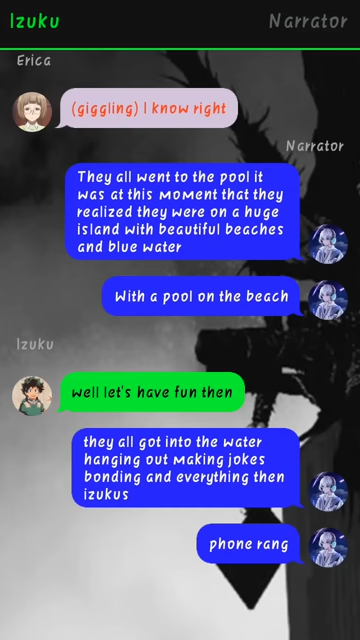 Izuku
Narrator
Erica
(giggling) I know right
Narrator
They all went to the pool it
was at this moment that they
realized they were on a huge
island with beautiful beaches
and blue water
With a pool on the beach
Izuku
well let's have fun then
they all got into the water
hanging out making jokes
bonding and everything then
izukus
phone rang